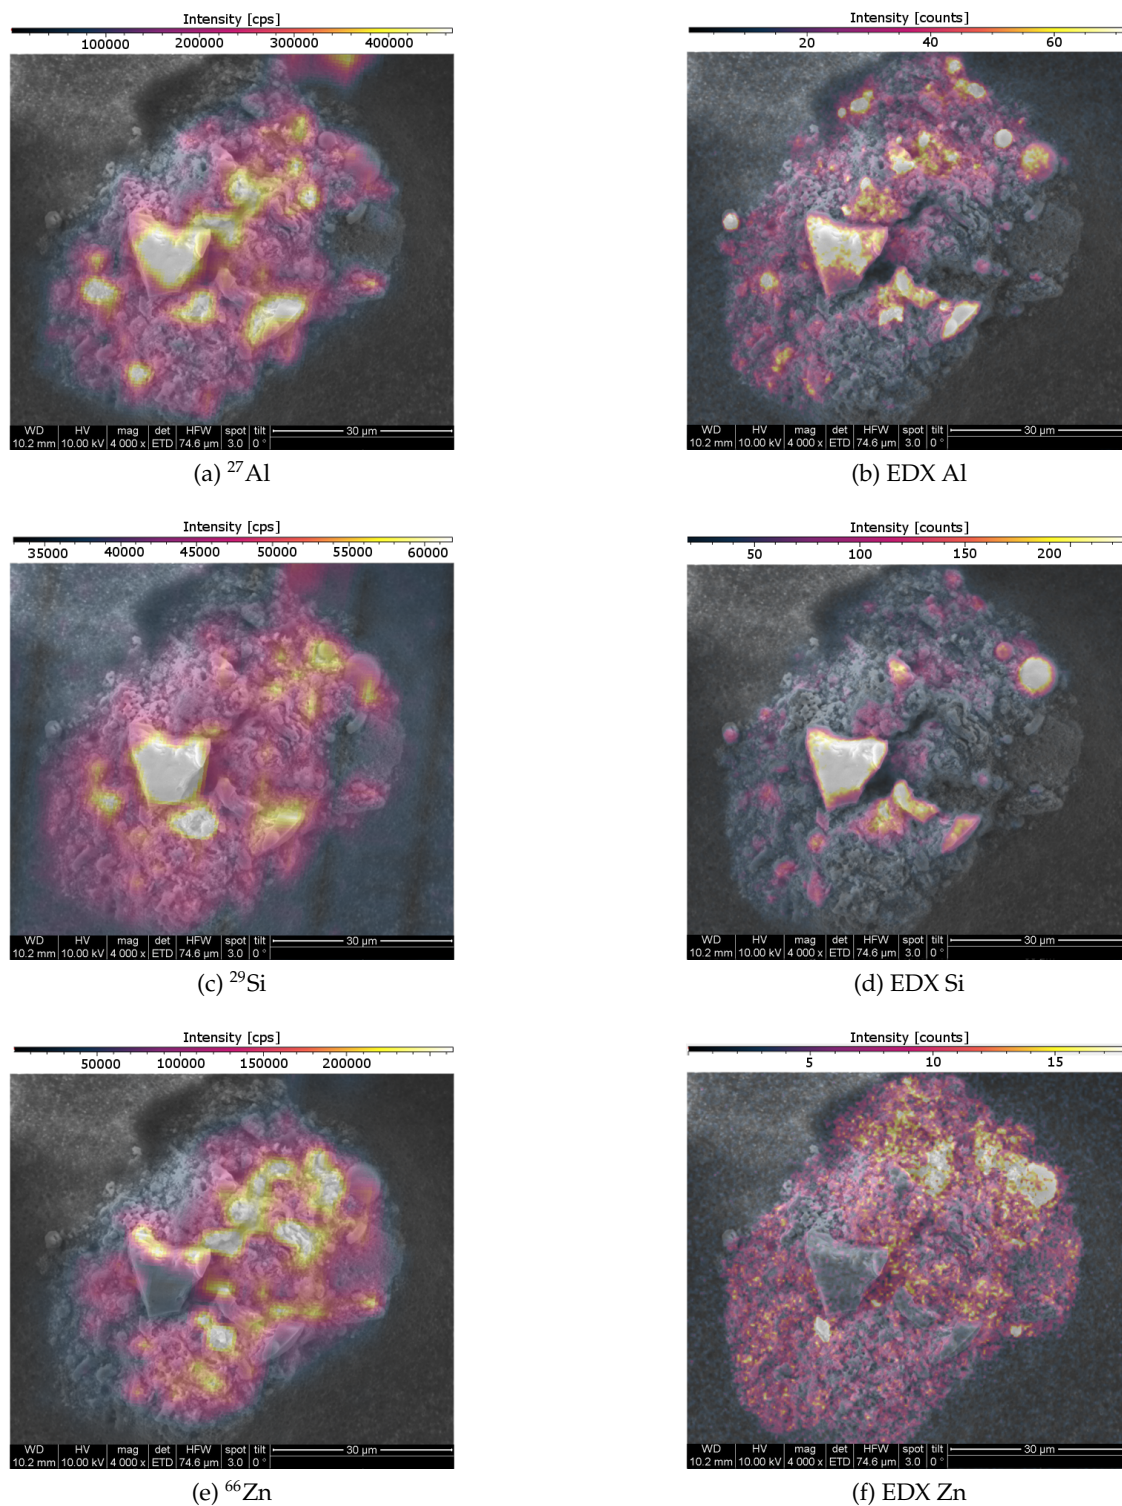 Intensity [cps]
100000 200000 300000 400000
WD HV mag det HFW spot tilt 30 µm
10.2 mm 10.00 kV 4 000 x ETD 74.6 µm 3.0 0 °
(a) ²⁷Al
Intensity [counts]
20 40 60
WD HV mag det HFW spot tilt 30 µm
10.2 mm 10.00 kV 4 000 x ETD 74.6 µm 3.0 0 °
(b) EDX Al
Intensity [cps]
35000 40000 45000 50000 55000 60000
WD HV mag det HFW spot tilt 30 µm
10.2 mm 10.00 kV 4 000 x ETD 74.6 µm 3.0 0 °
(c) ²⁹Si
Intensity [counts]
50 100 150 200
WD HV mag det HFW spot tilt 30 µm
10.2 mm 10.00 kV 4 000 x ETD 74.6 µm 3.0 0 °
(d) EDX Si
Intensity [cps]
50000 100000 150000 200000
WD HV mag det HFW spot tilt 30 µm
10.2 mm 10.00 kV 4 000 x ETD 74.6 µm 3.0 0 °
(e) ⁶⁶Zn
Intensity [counts]
5 10 15
WD HV mag det HFW spot tilt 30 µm
10.2 mm 10.00 kV 4 000 x ETD 74.6 µm 3.0 0 °
(f) EDX Zn